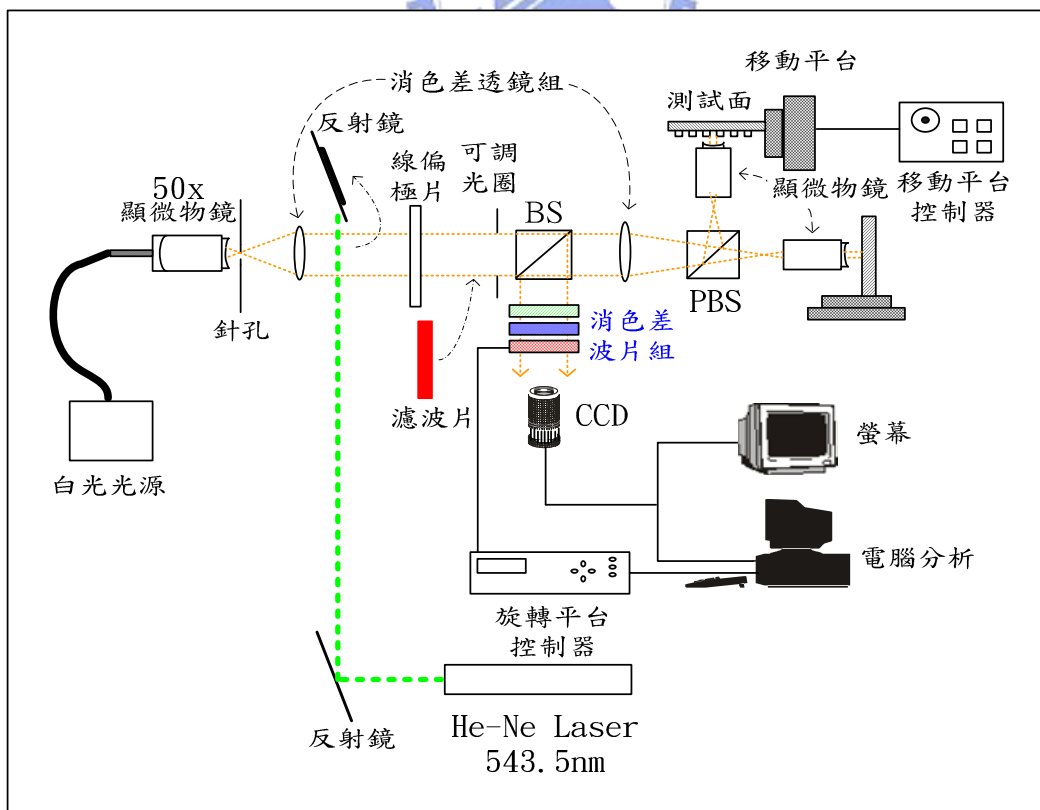 消色差透鏡組
移動平台
測試面
反射鏡
線偏
極片
可調
光圈
50x
顯微物鏡
BS
顯微物鏡
移動平台
控制器
針孔
PBS
消色差
波片組
濾波片
CCD
螢幕
白光光源
電腦分析
旋轉平台
控制器
反射鏡
He-Ne Laser
543.5nm